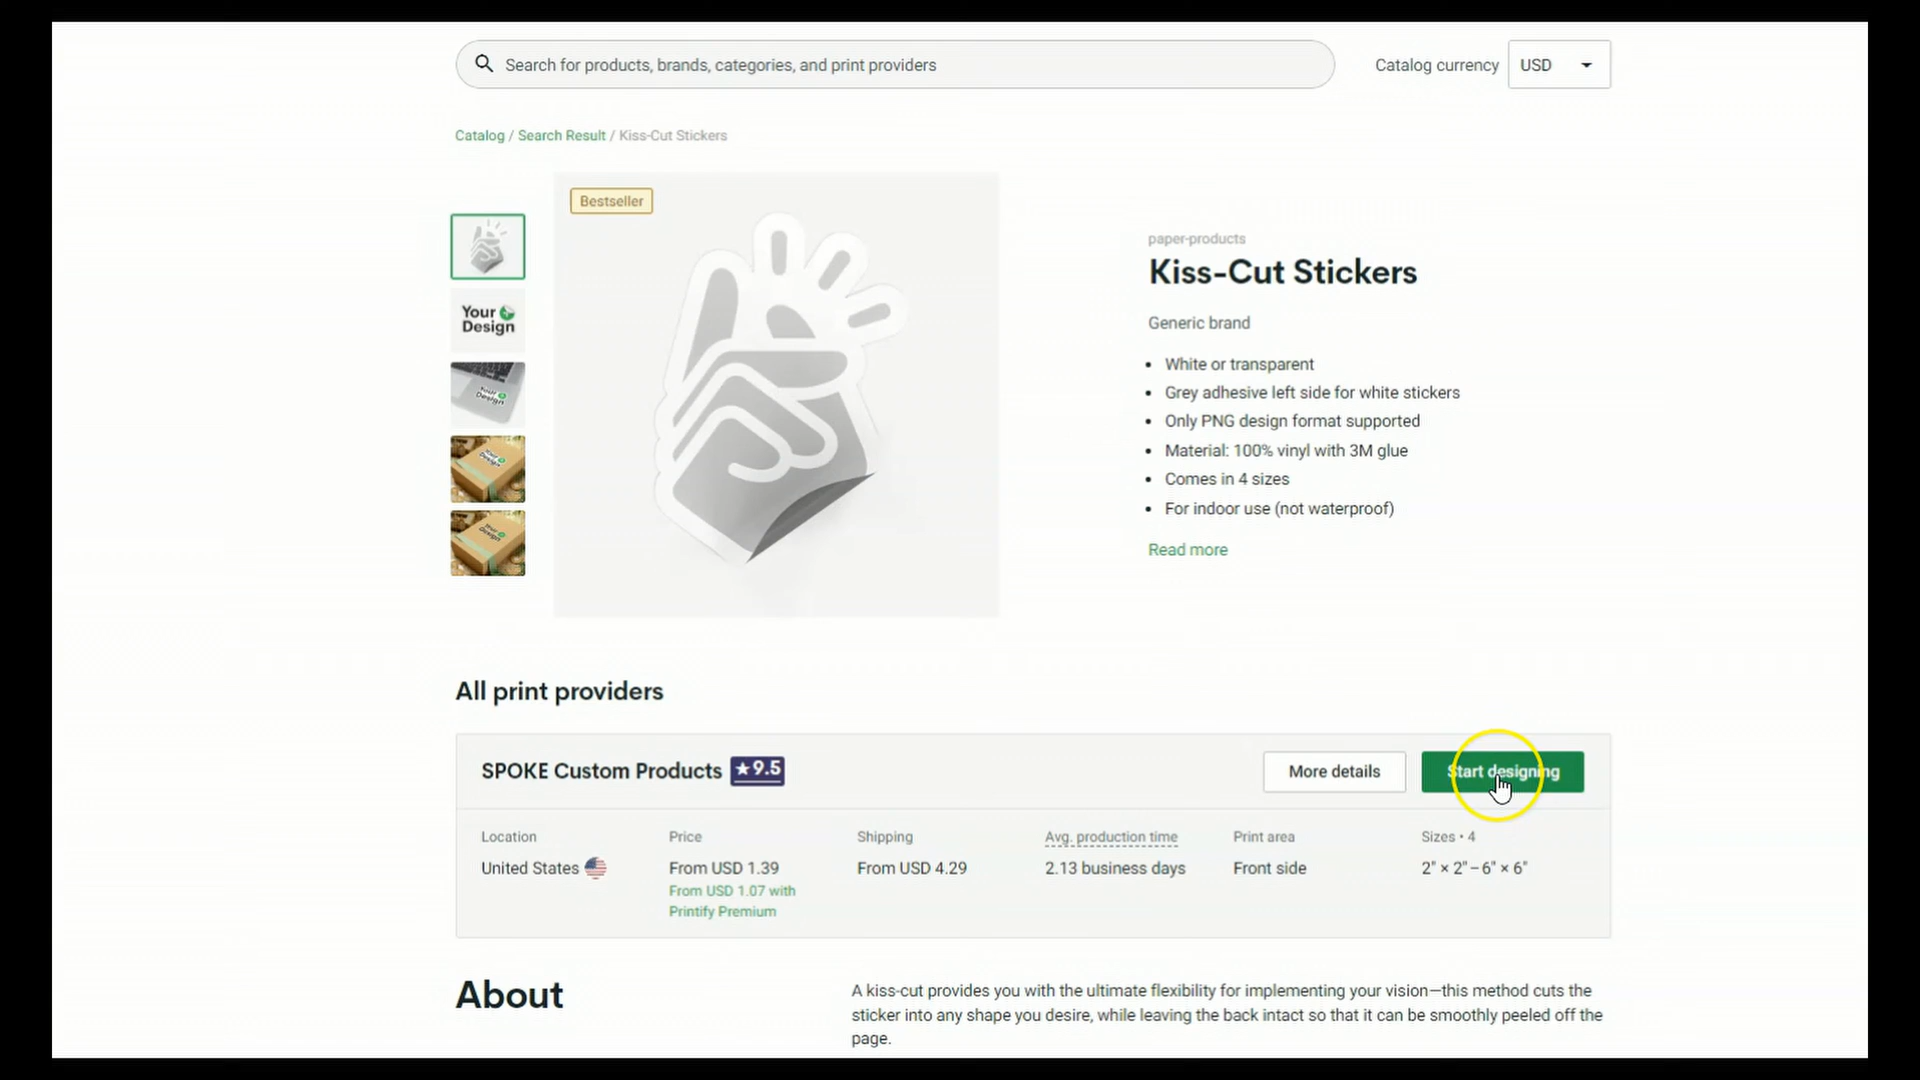 Search for products, brands, categories, and print providers
Catalog currency
USD
Catalog / Search Result / Kiss-Cut Stickers
Bestseller
Your
Design
Your
Design
Your
Design
Your
Design
paper-products
Kiss-Cut Stickers
Generic brand
• White or transparent
• Grey adhesive left side for white stickers
• Only PNG design format supported
• Material: 100% vinyl with 3M glue
• Comes in 4 sizes
• For indoor use (not waterproof)
Read more
All print providers
SPOKE Custom Products ★9.5
More details
Start designing
Location
Price
Shipping
Avg. production time
Print area
Sizes • 4
United States
From USD 1.39
From USD 4.29
2.13 business days
Front side
2" × 2" – 6" × 6"
From USD 1.07 with
Printify Premium
About
A kiss-cut provides you with the ultimate flexibility for implementing your vision—this method cuts the
sticker into any shape you desire, while leaving the back intact so that it can be smoothly peeled off the
page.